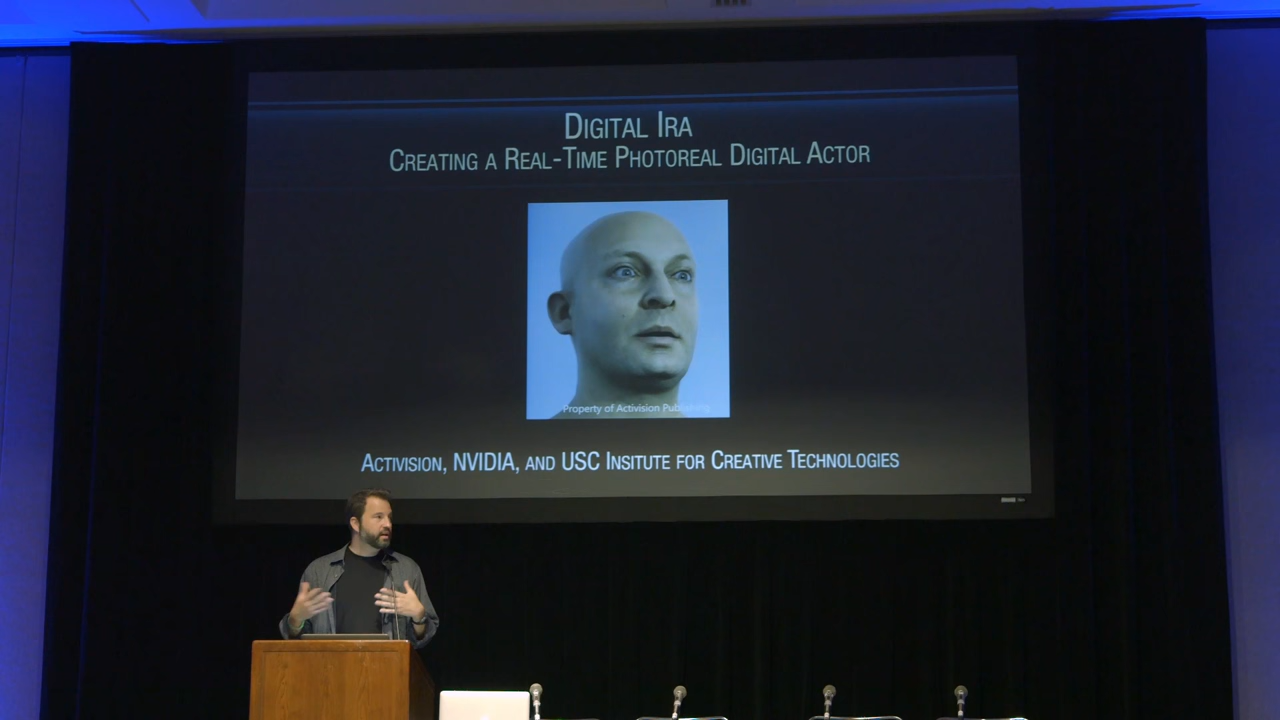 DIGITAL IRA
CREATING A REAL-TIME PHOTOREAL DIGITAL ACTOR
Property of Activision Publishing
ACTIVISION, NVIDIA, AND USC INSITUTE FOR CREATIVE TECHNOLOGIES